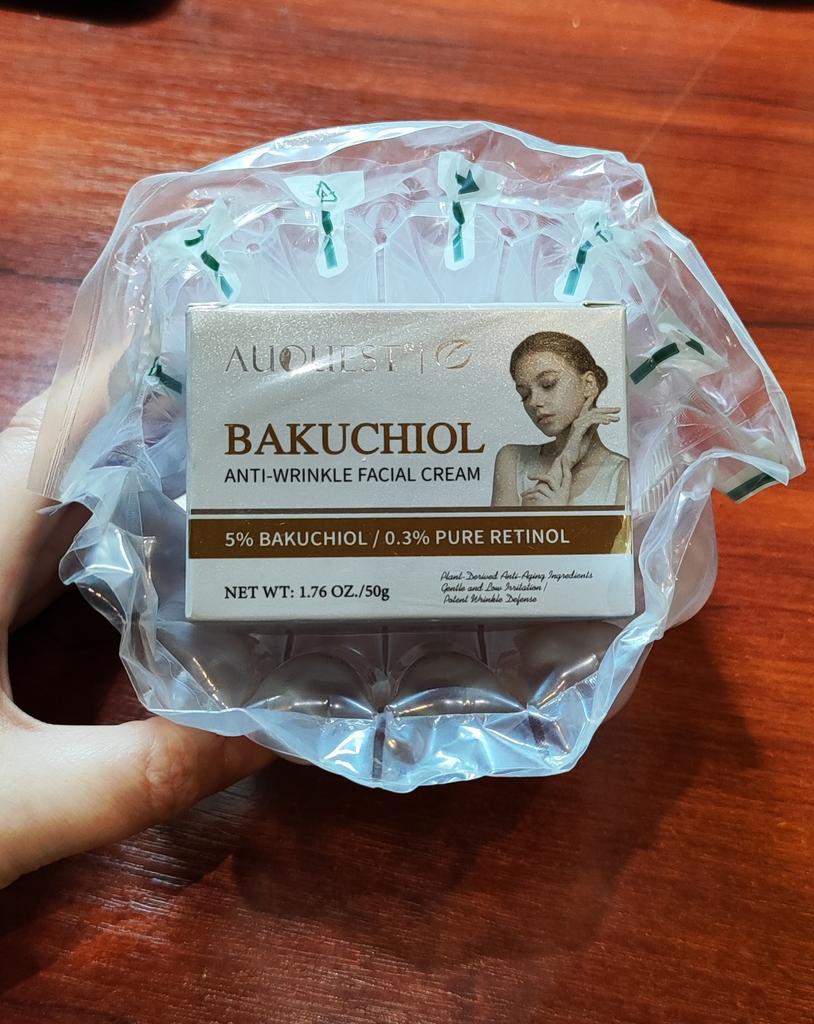 AUQUEST™
BAKUCHIOL
ANTI-WRINKLE FACIAL CREAM
5% BAKUCHIOL / 0.3% PURE RETINOL
NET WT: 1.76 OZ./50g
Plant-Derived Anti-Aging Ingredients
Gentle and Low Irritation /
Potent Wrinkle Defense